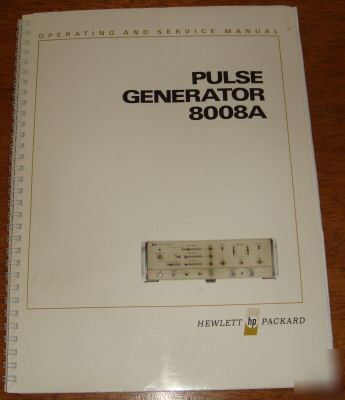 OPERATING AND SERVICE MANUAL
PULSE
GENERATOR
8008A
HEWLETT hp PACKARD